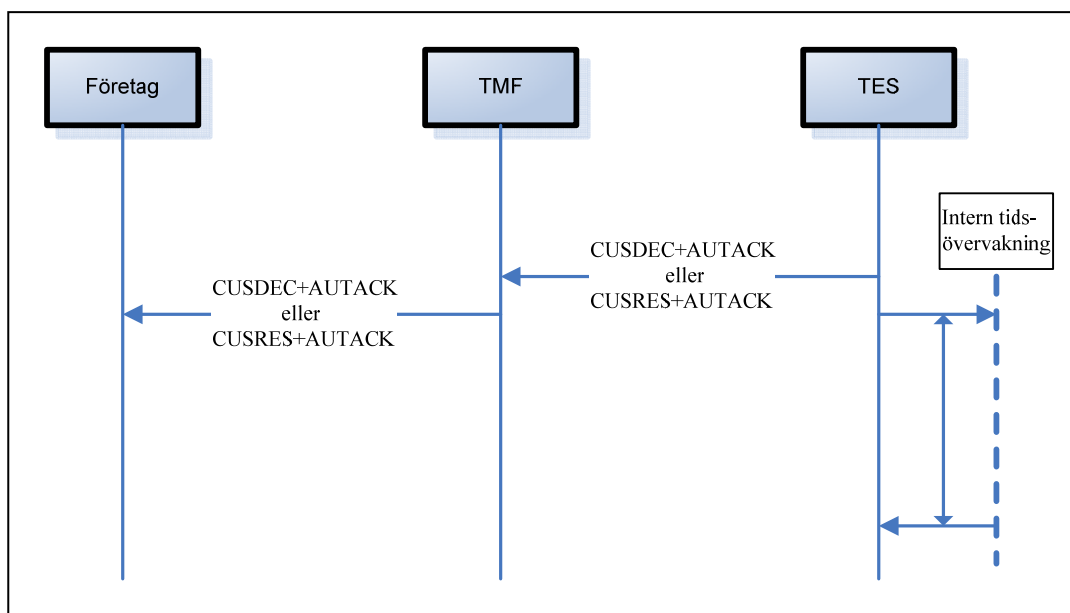 Företag
TMF
TES
Intern tids-
övervakning
CUSDEC+AUTACK
eller
CUSRES+AUTACK
CUSDEC+AUTACK
eller
CUSRES+AUTACK